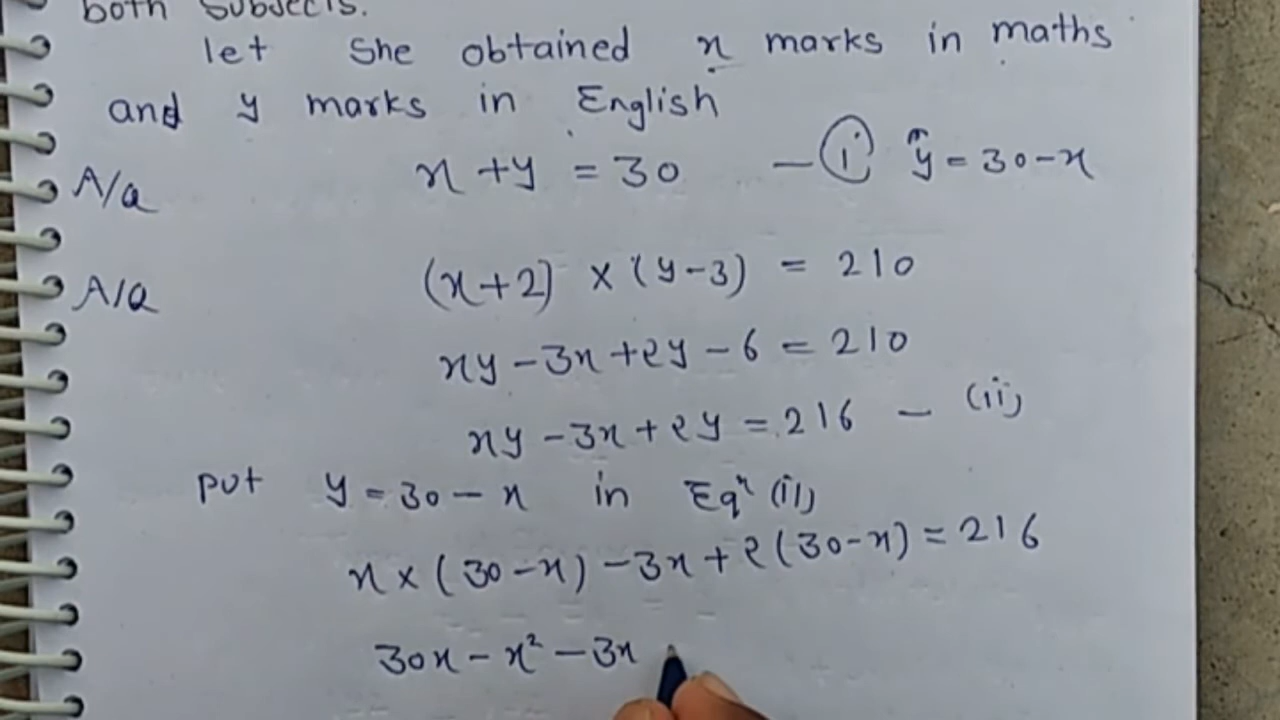 both subjects.
let she obtained x marks in maths
and y marks in English
A/Q x + y = 30 — (i) y = 30 - x
A/Q (x+2) × (y-3) = 210
xy - 3x + 2y - 6 = 210
xy - 3x + 2y = 216 — (ii)
put y = 30 - x in Eqⁿ (ii)
x × (30-x) - 3x + 2(30-x) = 216
30x - x² - 3x